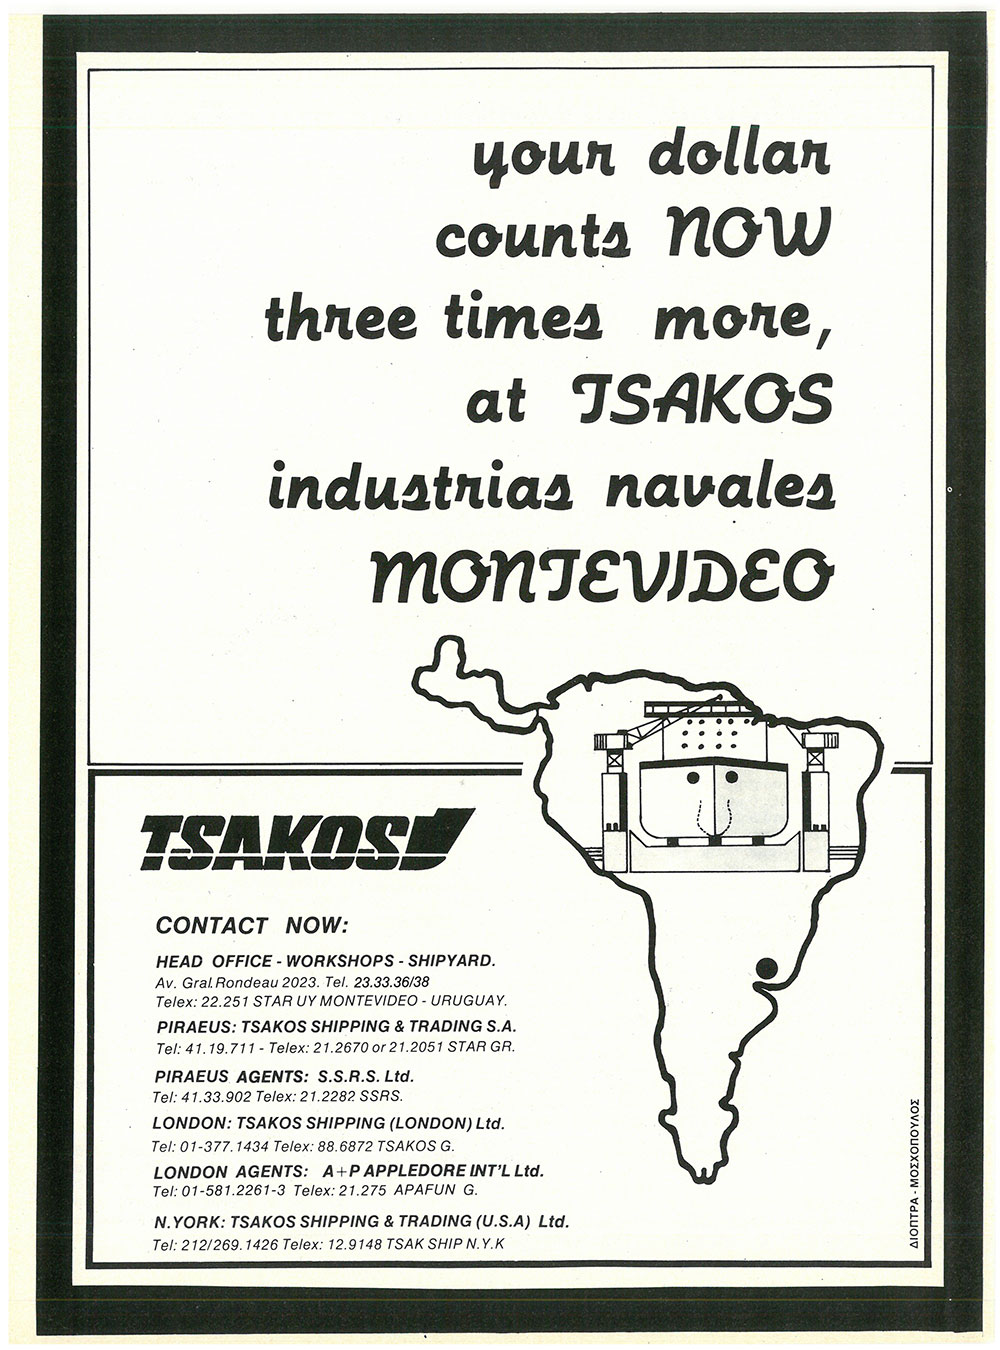 your dollar
counts NOW
three times more,
at TSAKOS
industrias navales
MONTEVIDEO
TSAKOS
CONTACT NOW:
HEAD OFFICE - WORKSHOPS - SHIPYARD.
Av. Gral. Rondeau 2023. Tel. 23.33.36/38
Telex: 22.251 STAR UY MONTEVIDEO - URUGUAY.
PIRAEUS: TSAKOS SHIPPING & TRADING S.A.
Tel: 41.19.711 - Telex: 21.2670 or 21.2051 STAR GR.
PIRAEUS AGENTS: S.S.R.S. Ltd.
Tel: 41.33.902 Telex: 21.2282 SSRS.
LONDON: TSAKOS SHIPPING (LONDON) Ltd.
Tel: 01-377.1434 Telex: 88.6872 TSAKOS G.
LONDON AGENTS: A+P APPLEDORE INT'L Ltd.
Tel: 01-581.2261-3 Telex: 21.275 APAFUN G.
N.YORK: TSAKOS SHIPPING & TRADING (U.S.A) Ltd.
Tel: 212/269.1426 Telex: 12.9148 TSAK SHIP N.Y.K
ΔΙΟΠΤΡΑ - ΜΟΣΧΟΠΟΥΛΟΣ